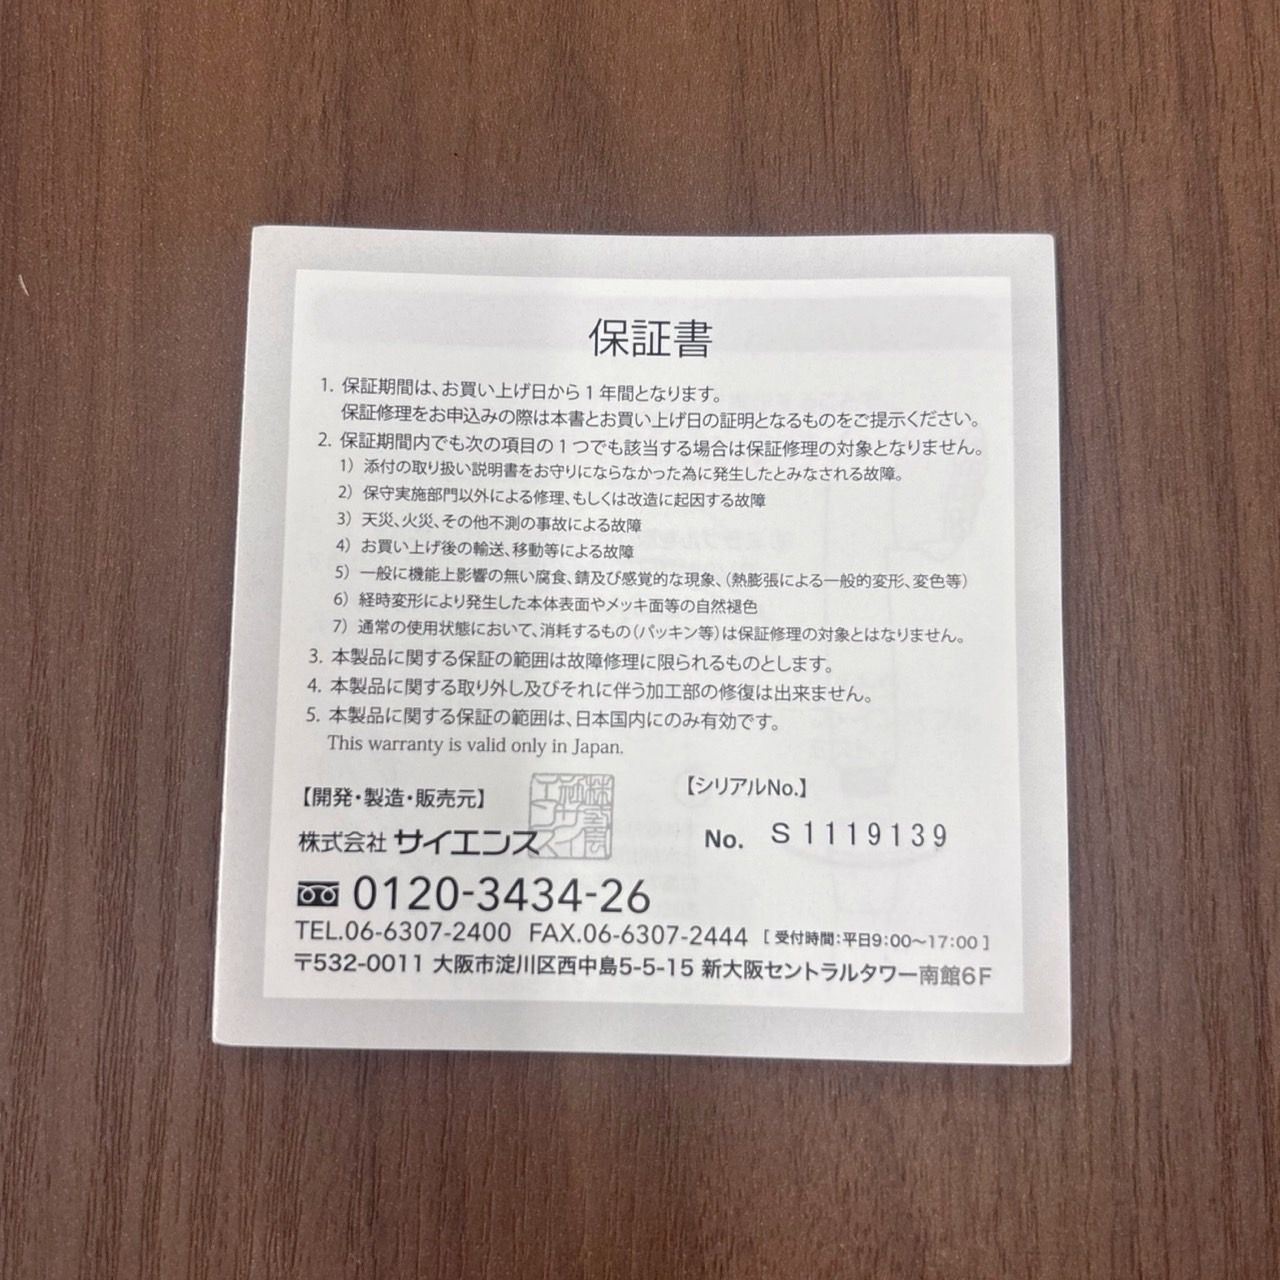 保証書
1. 保証期間は、お買い上げ日から1年間となります。
保証修理をお申込みの際は本書とお買い上げ日の証明となるものをご提示ください。
2. 保証期間内でも次の項目の1つでも該当する場合は保証修理の対象となりません。
1）添付の取り扱い説明書をお守りにならなかった為に発生したとみなされる故障。
2）保守実施部門以外による修理、もしくは改造に起因する故障
3）天災、火災、その他不測の事故による故障
4）お買い上げ後の輸送、移動等による故障
5）一般に機能上影響の無い腐食、錆及び感覚的な現象、（熱膨張による一般的変形、変色等）
6）経時変形により発生した本体表面やメッキ面等の自然褪色
7）通常の使用状態において、消耗するもの（パッキン等）は保証修理の対象とはなりません。
3. 本製品に関する保証の範囲は故障修理に限られるものとします。
4. 本製品に関する取り外し及びそれに伴う加工部の修復は出来ません。
5. 本製品に関する保証の範囲は、日本国内にのみ有効です。
This warranty is valid only in Japan.
【開発・製造・販売元】
株式会社 サイエンス
株式会社サイエンス
【シリアルNo.】
No. S1119139
0120-3434-26
TEL.06-6307-2400 FAX.06-6307-2444 [ 受付時間：平日9：00～17：00 ]
〒532-0011 大阪市淀川区西中島5-5-15 新大阪セントラルタワー南館6F